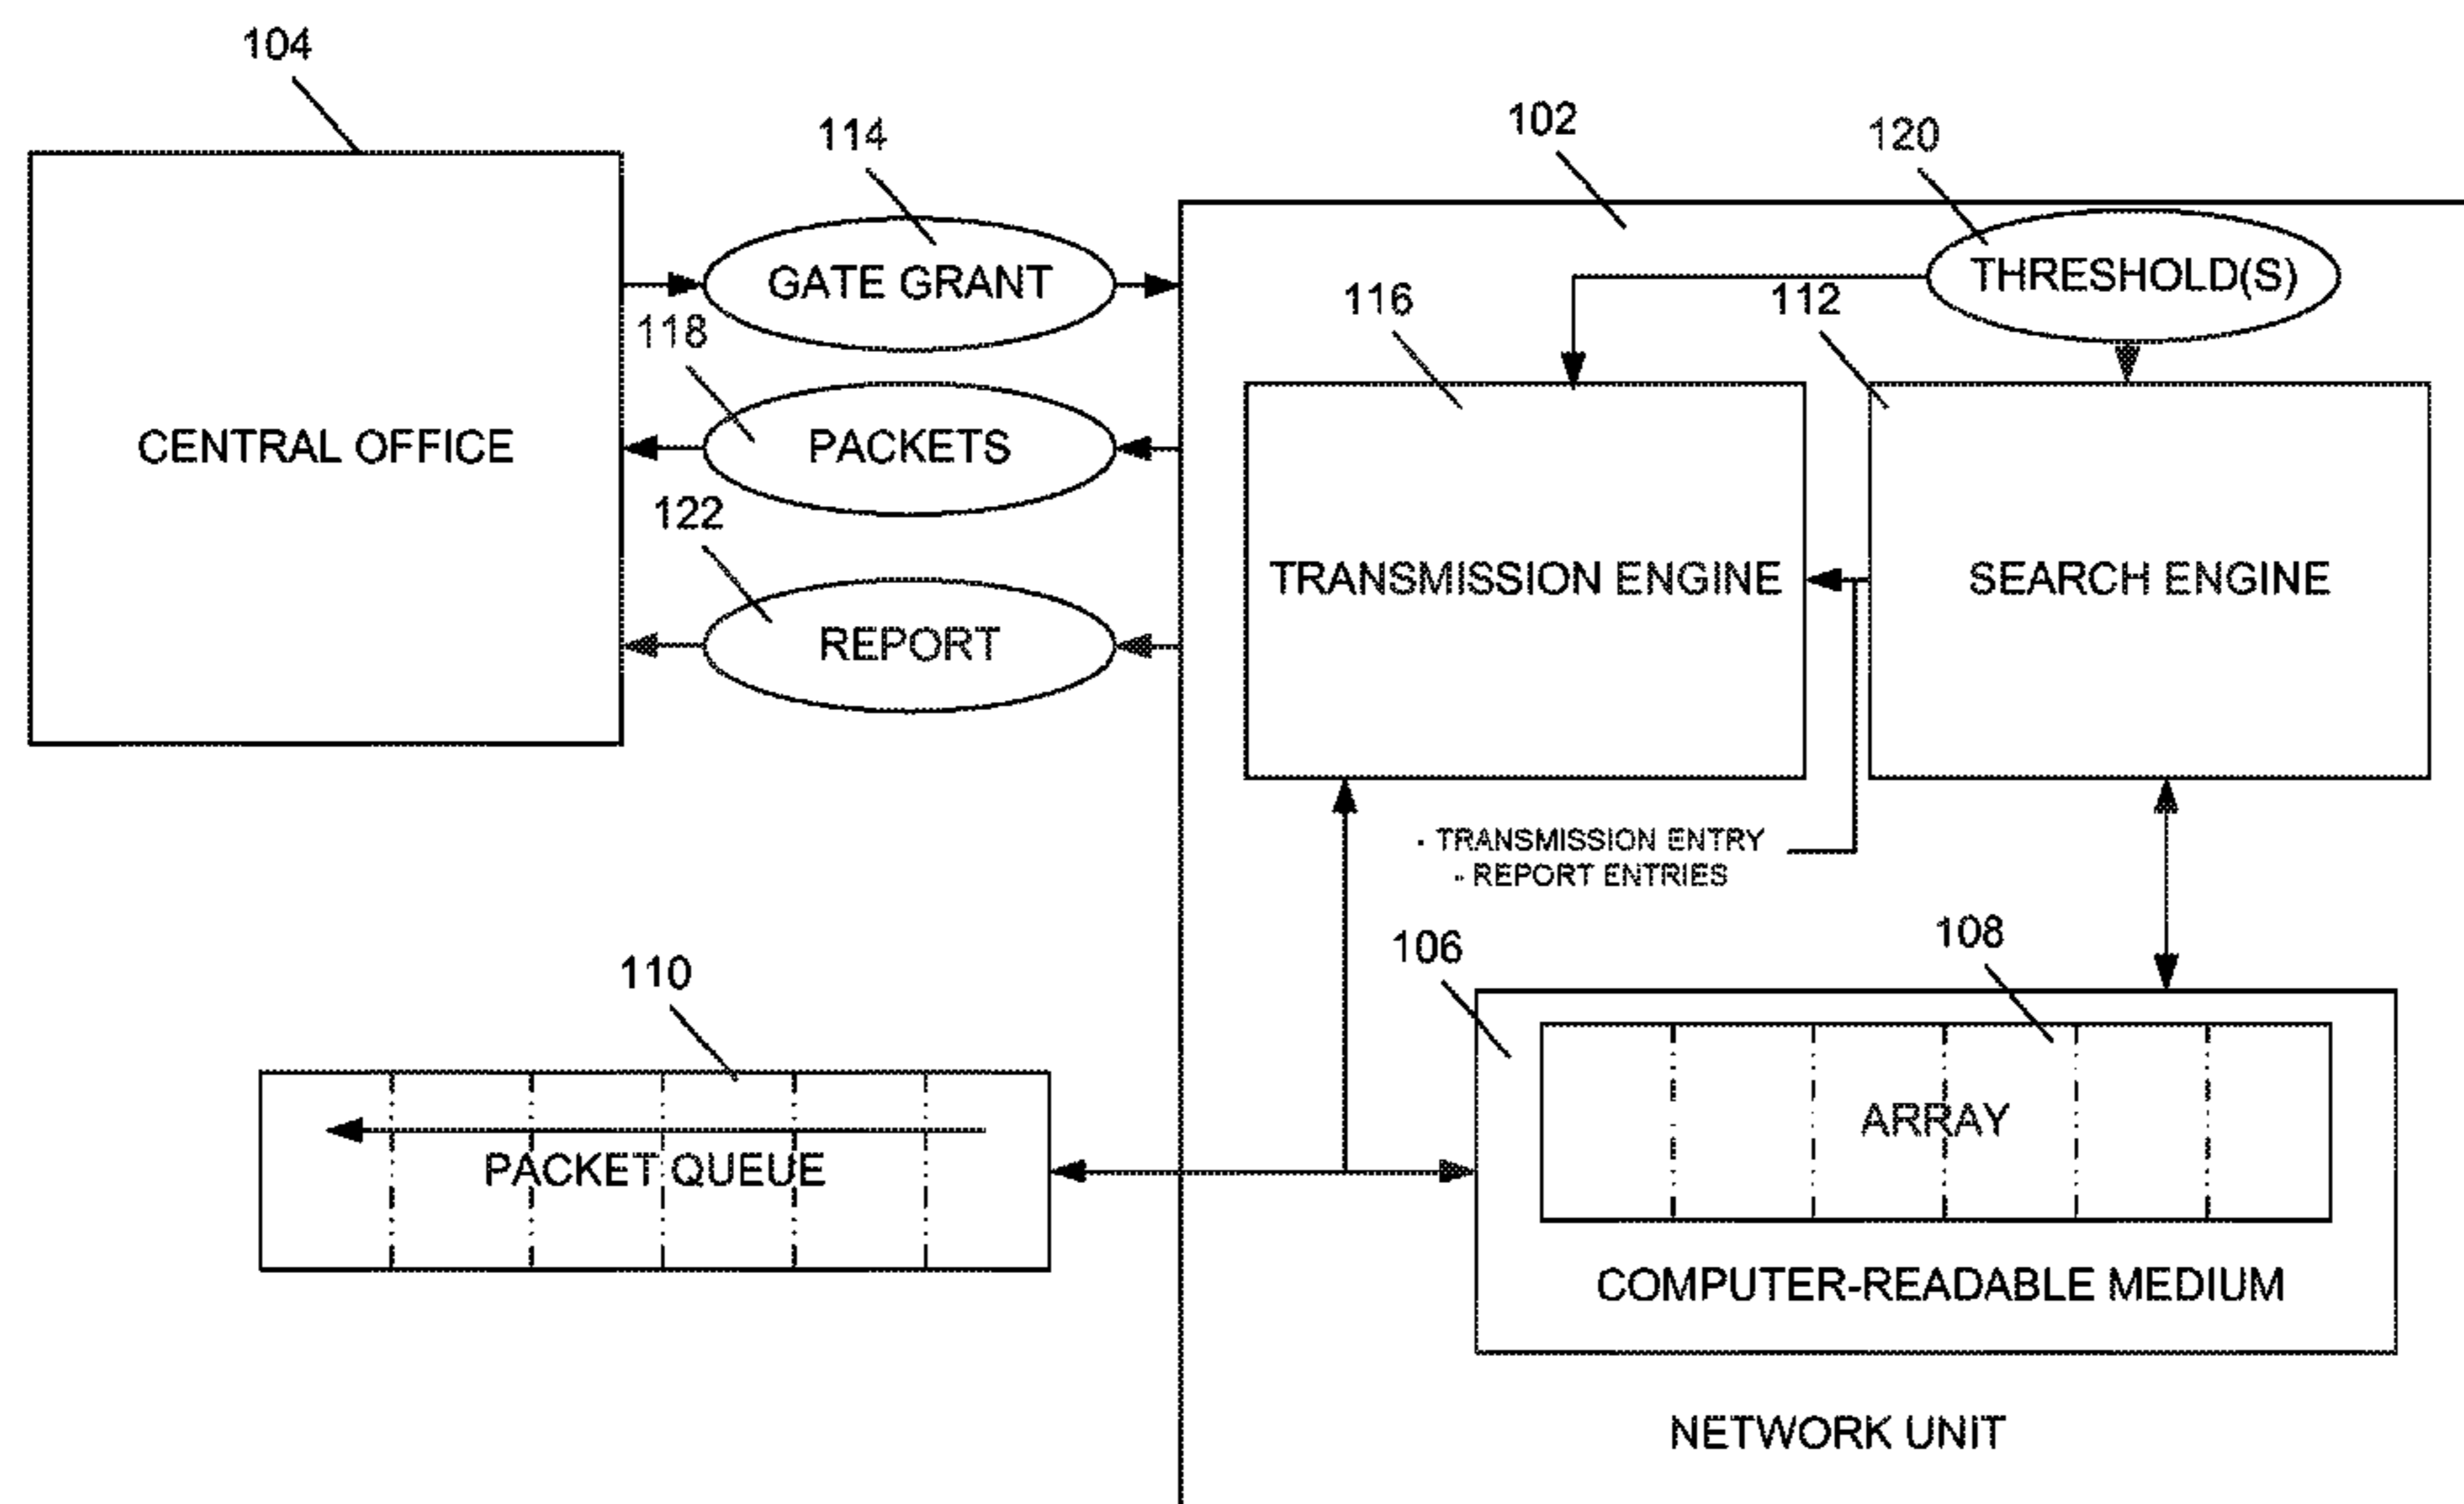 104
114
102
120
GATE GRANT
THRESHOLD(S)
118
116
112
CENTRAL OFFICE
PACKETS
122
TRANSMISSION ENGINE
SEARCH ENGINE
REPORT
- TRANSMISSION ENTRY
- REPORT ENTRIES
106
108
110
ARRAY
PACKET QUEUE
COMPUTER-READABLE MEDIUM
NETWORK UNIT